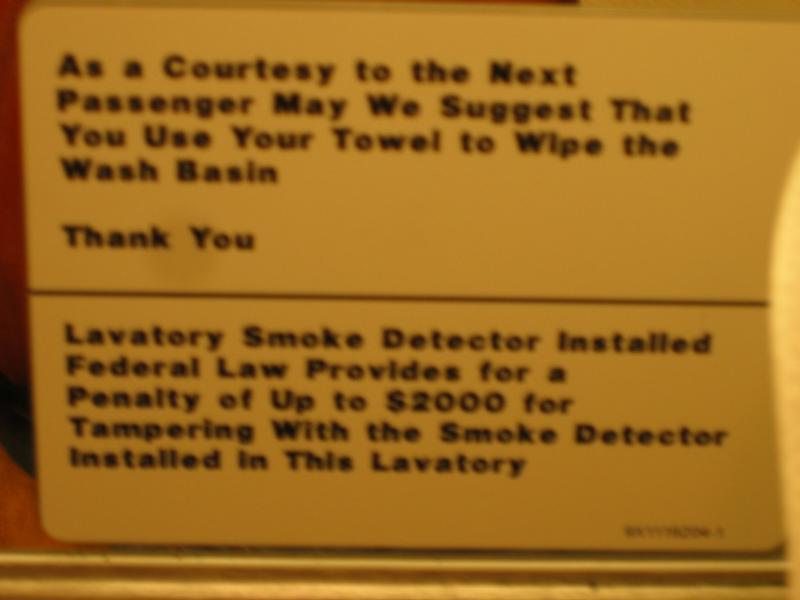 As a Courtesy to the Next
Passenger May We Suggest That
You Use Your Towel to Wipe the
Wash Basin
Thank You
Lavatory Smoke Detector Installed
Federal Law Provides for a
Penalty of Up to $2000 for
Tampering With the Smoke Detector
Installed in This Lavatory